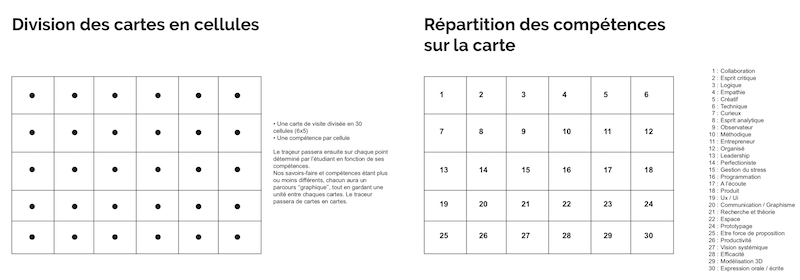 Division des cartes en cellules
• Une carte de visite divisée en 30
cellules (6x5)
• Une compétence par cellule
Le traçeur passera ensuite sur chaque point
déterminé par l'étudiant en fonction de ses
compétences.
Nos savoirs-faire et compétences étant plus
ou moins différents, chacun aura un
parcours "graphique", tout en gardant une
unité entre chaques cartes. Le traceur
passera de cartes en cartes.
Répartition des compétences
sur la carte
1 2 3 4 5 6
7 8 9 10 11 12
13 14 15 16 17 18
19 20 21 22 23 24
25 26 27 28 29 30
1 : Collaboration
2 : Esprit critique
3 : Logique
4 : Empathie
5 : Créatif
6 : Technique
7 : Curieux
8 : Esprit analytique
9 : Observateur
10 : Méthodique
11 : Entrepreneur
12 : Organisé
13 : Leadership
14 : Perfectioniste
15 : Gestion du stress
16 : Programmation
17 : A l'écoute
18 : Produit
19 : Ux / Ui
20 : Communication / Graphisme
21 : Recherche et théorie
22 : Espace
24 : Prototypage
25 : Etre force de proposition
26 : Productivité
27 : Vision systémique
28 : Efficacité
29 : Modélisation 3D
30 : Expression orale / écrite